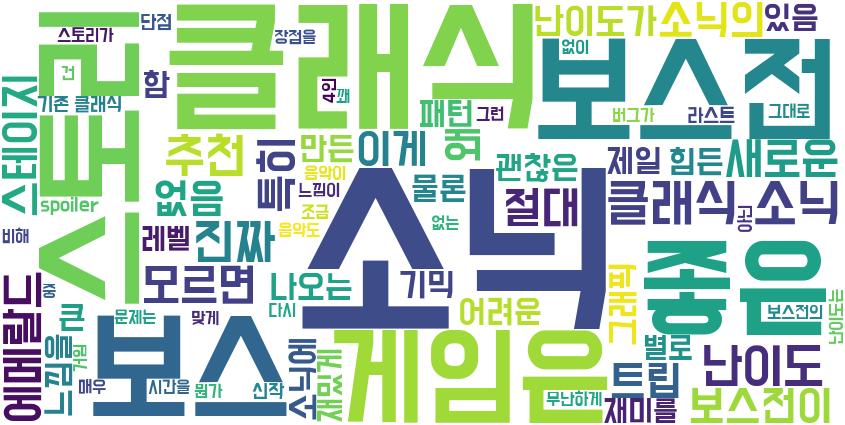 단점
스토리가
클래식
장점을
난이도가
소닉의
있음
없이
건
시리즈
함
4인
꽤
보스전
스테이지
기존 클래식
그런
패턴
버그가
라스트
그대로
추천
만든
이게
왜
특히
음악이
느낌이
괜찮은
제일
힘든
새로운
spoiler
없음
물론
절대
클래식 소닉
조금
없는
비해
레벨
진짜
음악도
소닉
좋은
모르면
나오는
기믹
에메랄드
중
큰
다시
어려운
그래픽
보스전의
문제는
맞게
보스
게임은
별로
난이도
느낌을
매우
시간을
뭔가
신작
소닉에
재밌게
트립
무난하게
재미를
보스전이